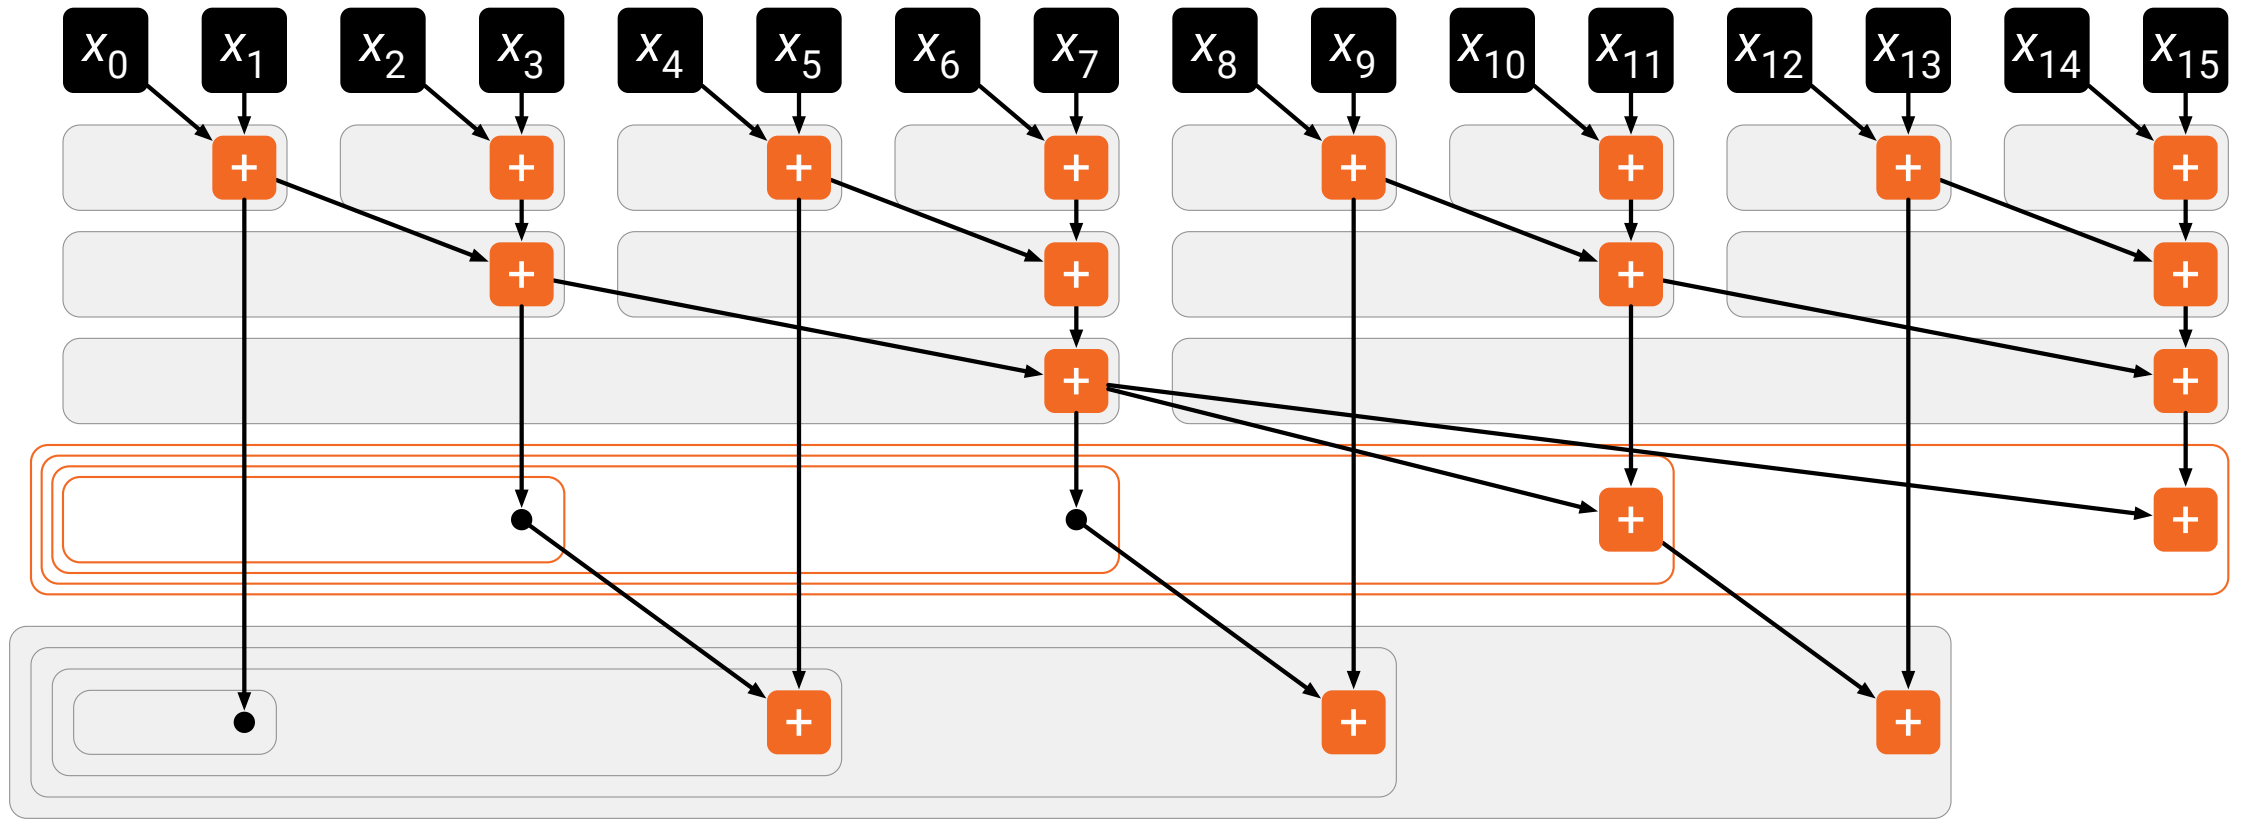 x0 x1 x2 x3 x4 x5 x6 x7 x8 x9 x10 x11 x12 x13 x14 x15
+ + + + + + + +
+ + + +
+ +
+ +
+ + +